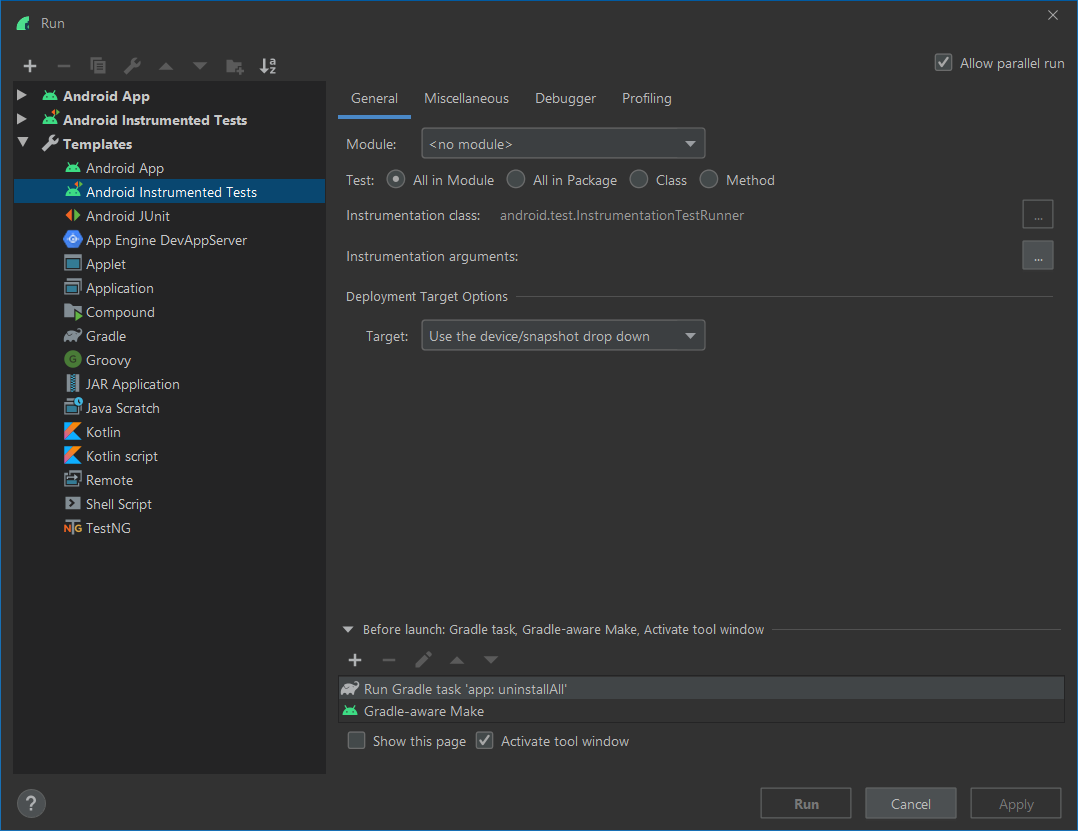 Run
Allow parallel run
Android App
Android Instrumented Tests
Templates
Android App
Android Instrumented Tests
Android JUnit
App Engine DevAppServer
Applet
Application
Compound
Gradle
G Groovy
JAR Application
Java Scratch
Kotlin
Kotlin script
Remote
Shell Script
NTG TestNG
General Miscellaneous Debugger Profiling
Module: <no module>
Test: All in Module All in Package Class Method
Instrumentation class: android.test.InstrumentationTestRunner ...
Instrumentation arguments: ...
Deployment Target Options
Target: Use the device/snapshot drop down
Before launch: Gradle task, Gradle-aware Make, Activate tool window
Run Gradle task 'app: uninstallAll'
Gradle-aware Make
Show this page Activate tool window
? Run Cancel Apply